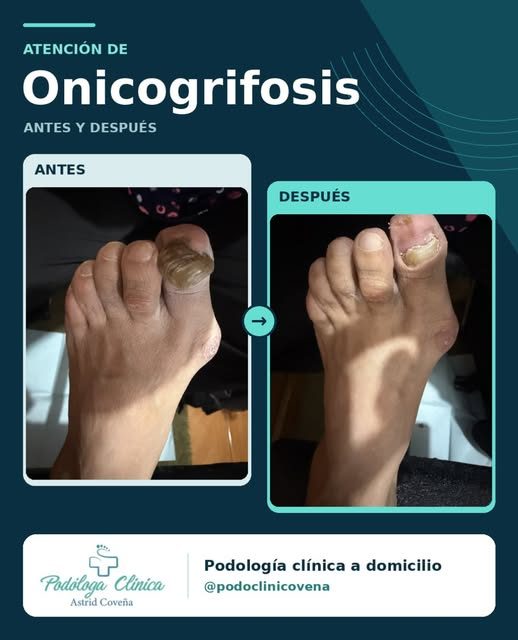 ATENCIÓN DE
Onicogrifosis
ANTES Y DESPUÉS
ANTES
DESPUÉS
→
Podóloga Clínica
Astrid Coveña
Podología clínica a domicilio
@podoclinicovena